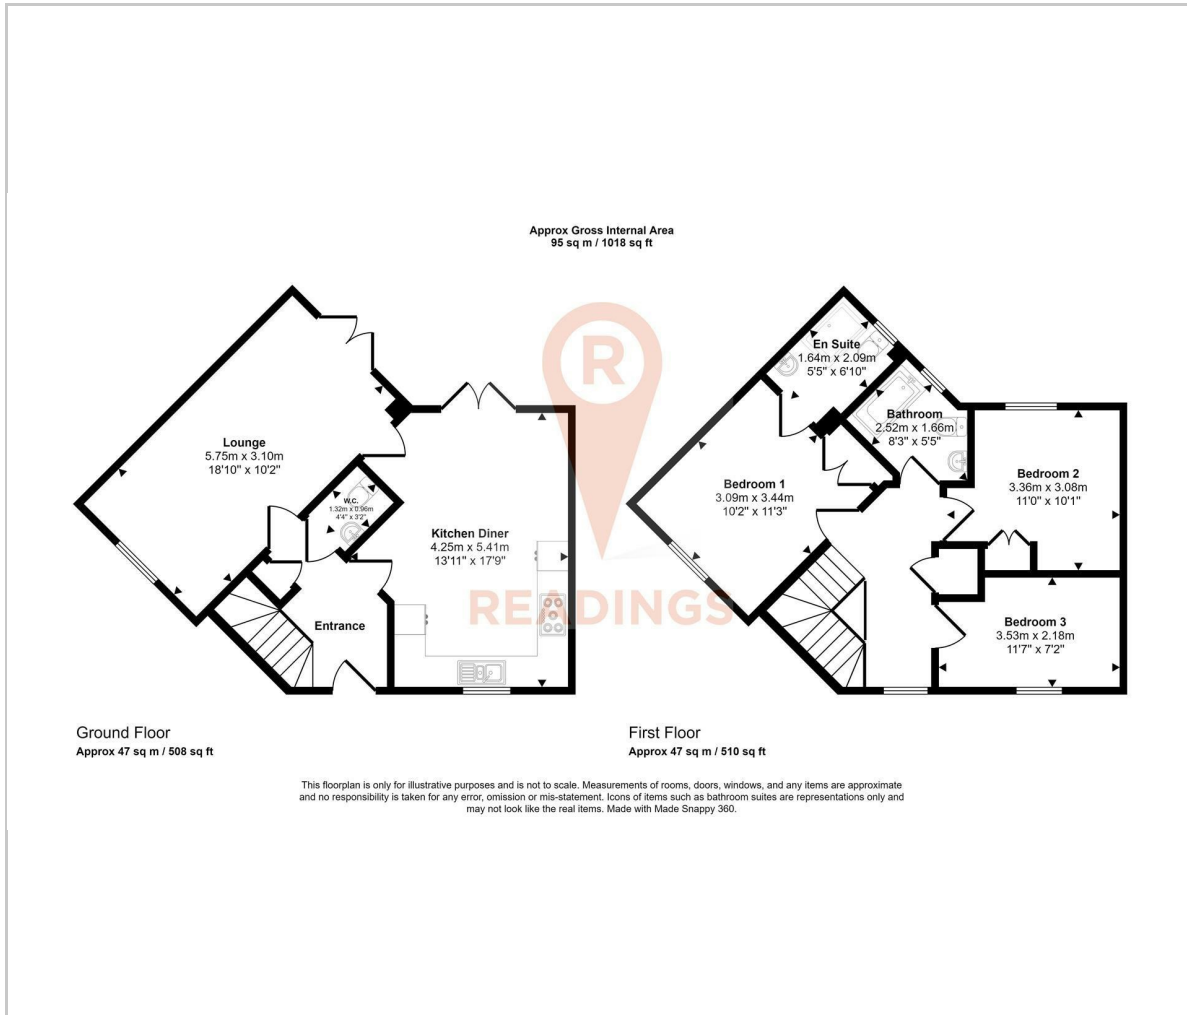 Approx Gross Internal Area
95 sq m / 1018 sq ft
Lounge
5.75m x 3.10m
18'10" x 10'2"
W.C.
1.32m x 0.96m
4'4" x 3'2"
Kitchen Diner
4.25m x 5.41m
13'11" x 17'9"
Entrance
En Suite
1.64m x 2.09m
5'5" x 6'10"
Bathroom
2.52m x 1.66m
8'3" x 5'5"
Bedroom 1
3.09m x 3.44m
10'2" x 11'3"
Bedroom 2
3.36m x 3.08m
11'0" x 10'1"
Bedroom 3
3.53m x 2.18m
11'7" x 7'2"
R
READINGS
Ground Floor
Approx 47 sq m / 508 sq ft
First Floor
Approx 47 sq m / 510 sq ft
This floorplan is only for illustrative purposes and is not to scale. Measurements of rooms, doors, windows, and any items are approximate
and no responsibility is taken for any error, omission or mis-statement. Icons of items such as bathroom suites are representations only and
may not look like the real items. Made with Made Snappy 360.